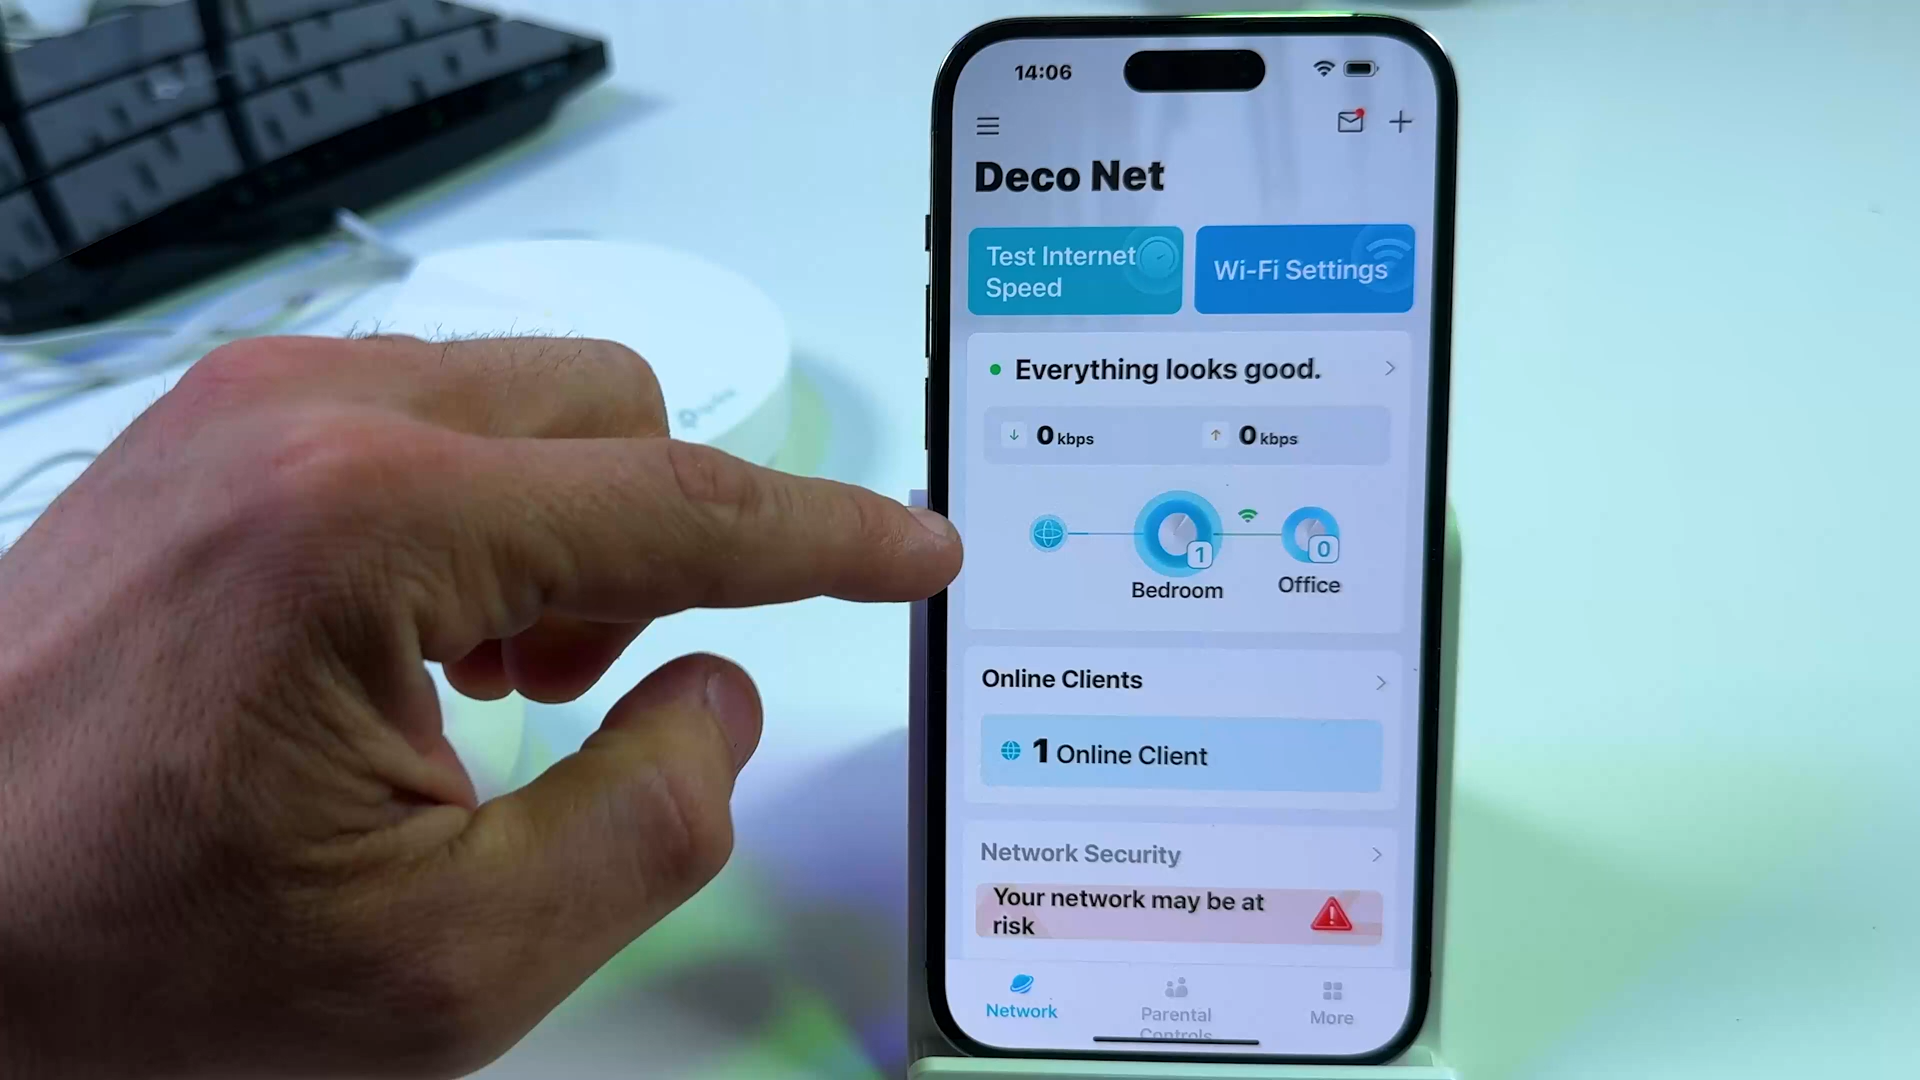 14:06
Deco Net
Test Internet
Speed
Wi-Fi Settings
Everything looks good.
0 kbps
0 kbps
1
0
Bedroom
Office
Online Clients
1 Online Client
Network Security
Your network may be at
risk
Network
Parental
Controls
More